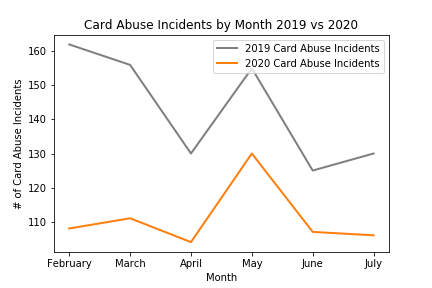 Card Abuse Incidents by Month 2019 vs 2020
2019 Card Abuse Incidents
2020 Card Abuse Incidents
# of Card Abuse Incidents
160
150
140
130
120
110
February March April May June July
Month